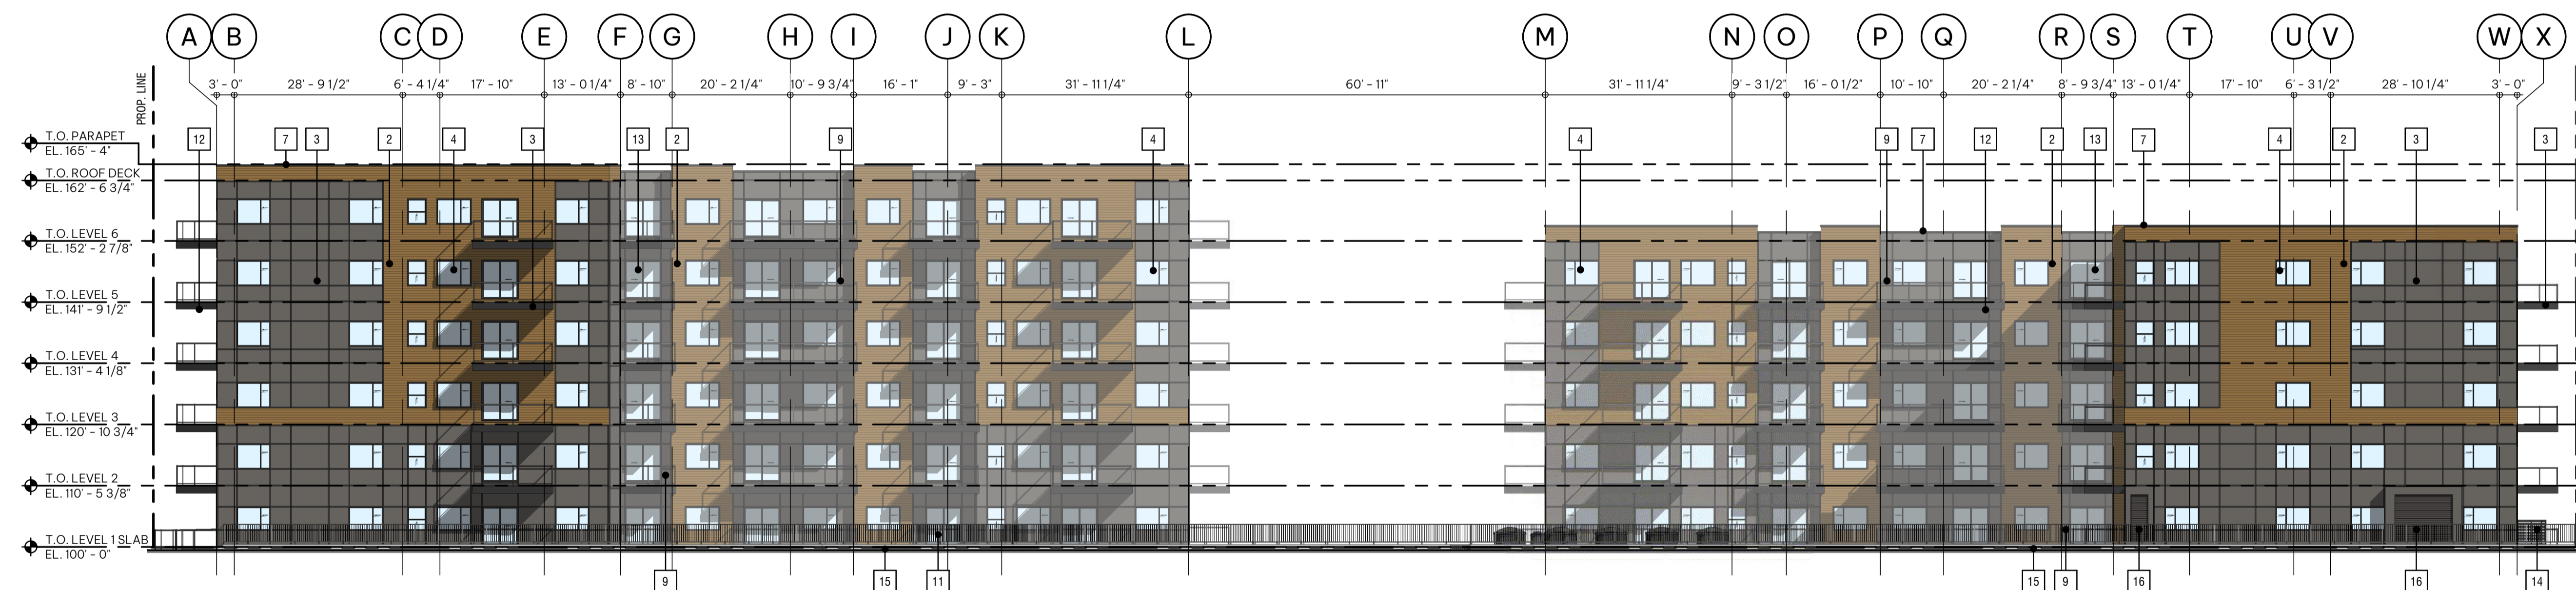 A B C D E F G H I J K L M N O P Q R S T U V W X
PROP. LINE
3' - 0" 28' - 9 1/2" 6' - 4 1/4" 17' - 10" 13' - 0 1/4" 8' - 10" 20' - 2 1/4" 10' - 9 3/4" 16' - 1" 9' - 3" 31' - 11 1/4" 60' - 11" 31' - 11 1/4" 9' - 3 1/2" 16' - 0 1/2" 10' - 10" 20' - 2 1/4" 8' - 9 3/4" 13' - 0 1/4" 17' - 10" 6' - 3 1/2" 28' - 10 1/4" 3' - 0"
12 7 3 2 4 3 13 2 9 4 4 9 7 12 2 13 7 4 2 3 3
T.O. PARAPET
EL. 165' - 4"
T.O. ROOF DECK
EL. 162' - 6 3/4"
T.O. LEVEL 6
EL. 152' - 2 7/8"
T.O. LEVEL 5
EL. 141' - 9 1/2"
T.O. LEVEL 4
EL. 131' - 4 1/8"
T.O. LEVEL 3
EL. 120' - 10 3/4"
T.O. LEVEL 2
EL. 110' - 5 3/8"
T.O. LEVEL 1 SLAB
EL. 100' - 0"
9 15 11 15 9 16 16 14